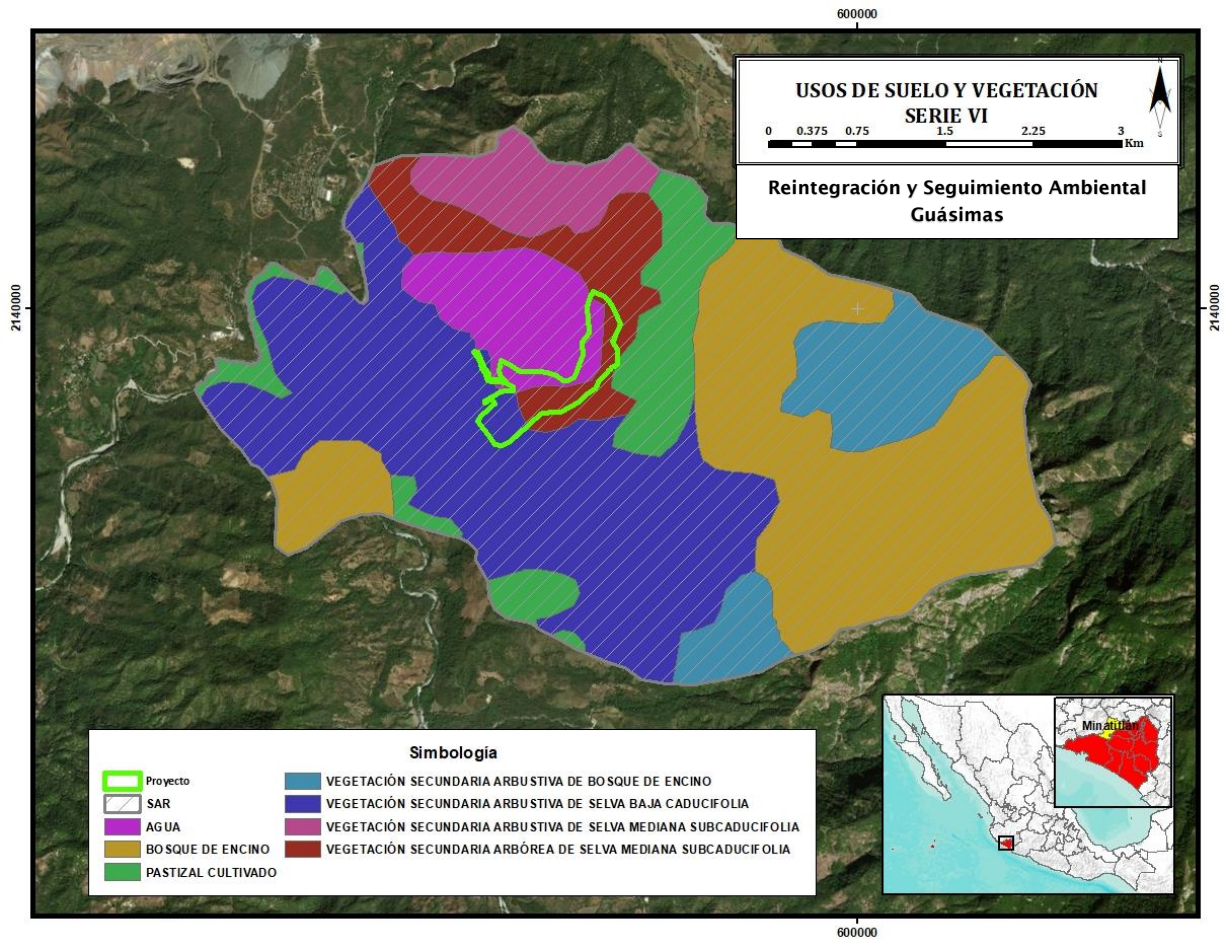 600000
USOS DE SUELO Y VEGETACIÓN
SERIE VI
N
S
0 0.375 0.75 1.5 2.25 3
Km
Reintegración y Seguimiento Ambiental
Guásimas
2140000
2140000
Minatitlán
Simbología
Proyecto
SAR
AGUA
BOSQUE DE ENCINO
PASTIZAL CULTIVADO
VEGETACIÓN SECUNDARIA ARBUSTIVA DE BOSQUE DE ENCINO
VEGETACIÓN SECUNDARIA ARBUSTIVA DE SELVA BAJA CADUCIFOLIA
VEGETACIÓN SECUNDARIA ARBUSTIVA DE SELVA MEDIANA SUBCADUCIFOLIA
VEGETACIÓN SECUNDARIA ARBÓREA DE SELVA MEDIANA SUBCADUCIFOLIA
600000